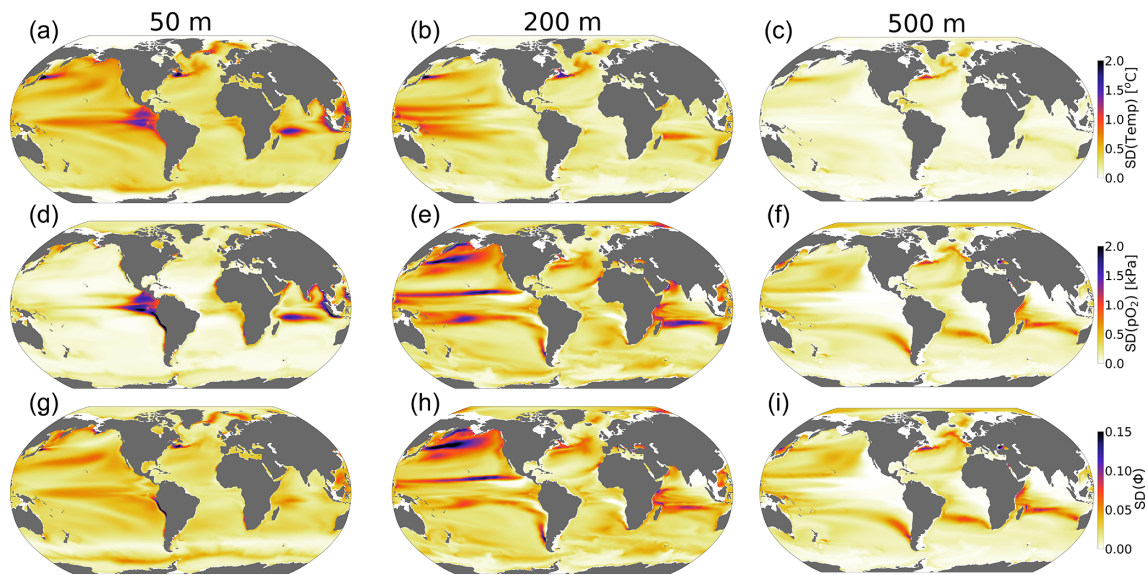 50 m 200 m 500 m
(a) (b) (c)
2.0
1.5
1.0
0.5
0.0
SD(Temp) [°C]
(d) (e) (f)
2.0
1.5
1.0
0.5
0.0
SD(pO₂) [kPa]
(g) (h) (i)
0.15
0.10
0.05
0.00
SD(Φ)